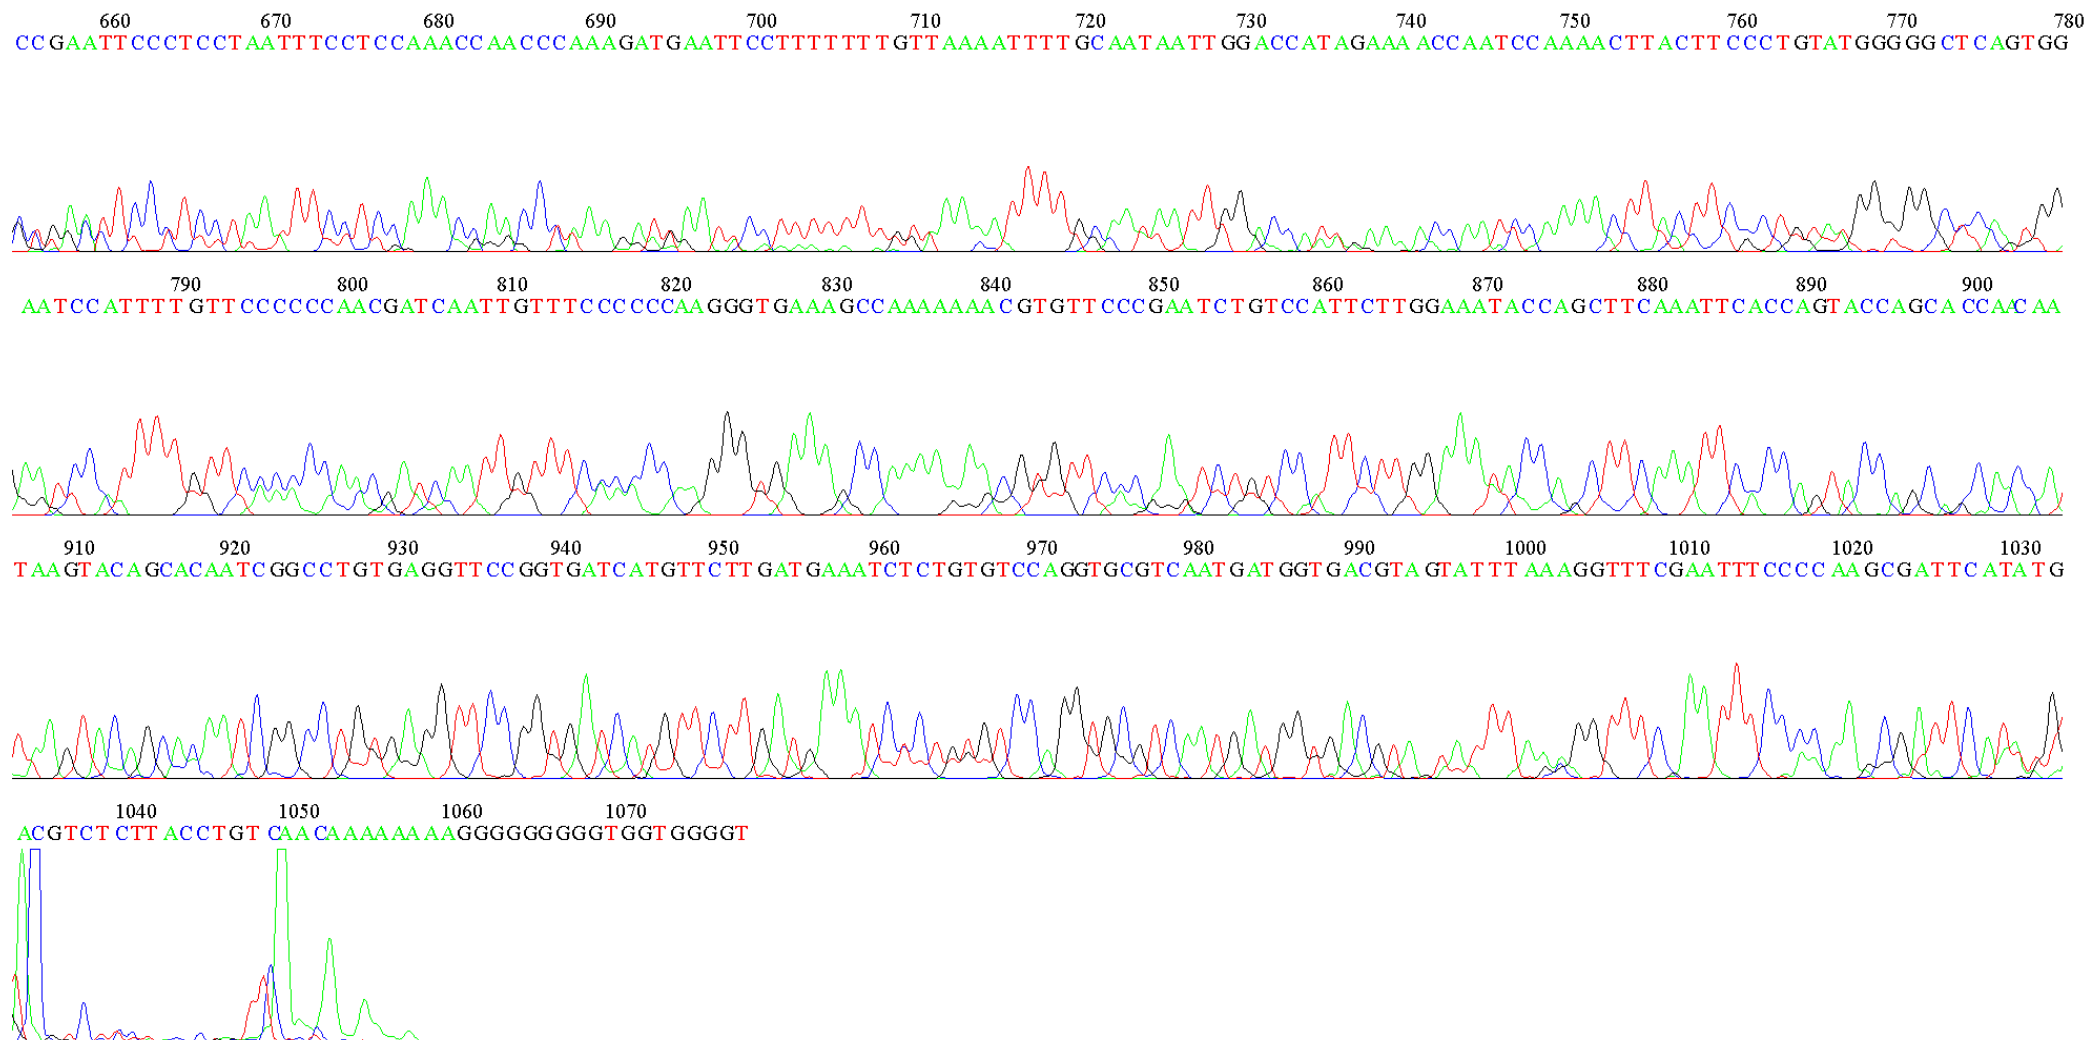 660 670 680 690 700 710 720 730 740 750 760 770 780
CCGAATTCCCTCCTAATTTCCTCCAAACCAACCCAAAGATGAATTCCTTTTTTTGTTAAAATTTTGCAATAATTGGACCATAGAAAACCAATCCAAAACTTACTTCCCTGTATGGGGGCTCAGTGG
790 800 810 820 830 840 850 860 870 880 890 900
AATCCATTTTGTTCCCCCCAACGATCAATTGTTTCCCCCCAAGGGTGAAAGCCAAAAAAACGTGTTCCCGAATCTGTCCATTCTTGGAAATACCAGCTTCAAATTCACCAGTACCAGCACCAACAA
910 920 930 940 950 960 970 980 990 1000 1010 1020 1030
TAAGTACAGCACAATCGGCCTGTGAGGTTCCGGTGATCATGTTCTTGATGAAATCTCTGTGTCCAGGTGCGTCAATGATGGTGACGTAGTATTTAAAGGTTTCGAATTTCCCCAAGCGATTCATATG
1040 1050 1060 1070
ACGTCTCTTACCTGTCAACAAAAAAAAGGGGGGGGGTGGTGGGGT